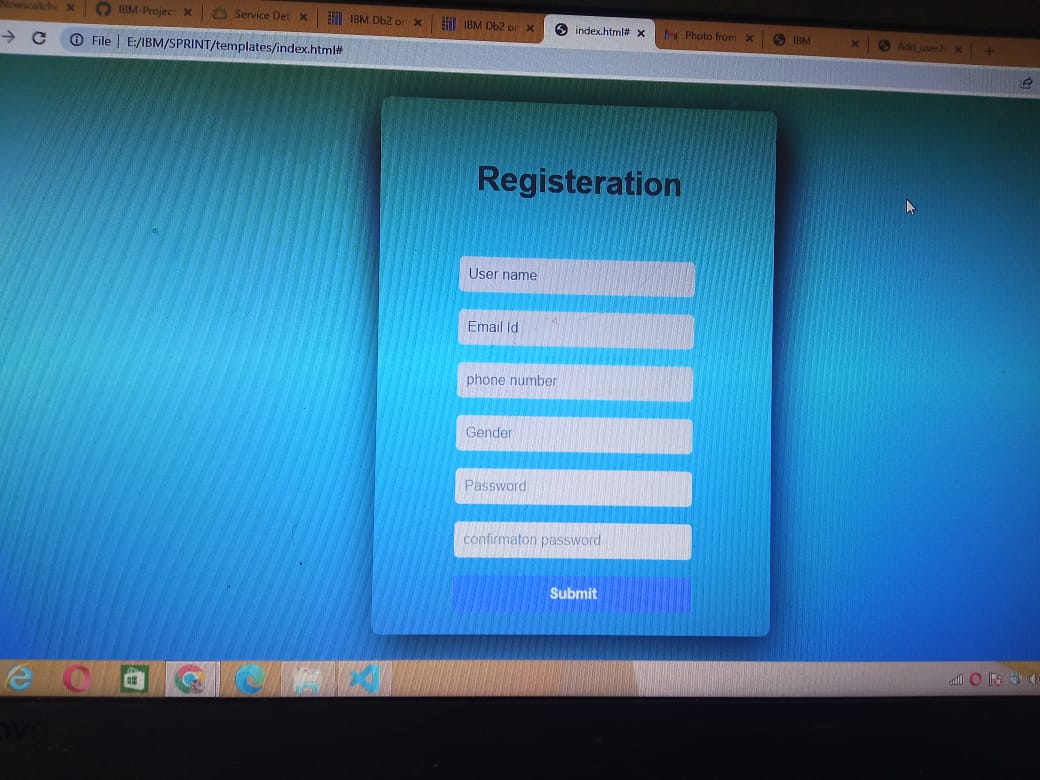 Newscatche
IBM-Project
Service Det
IBM Db2 on
IBM Db2 on
index.html#
Photo from
IBM
Add_user.h
File | E:/IBM/SPRINT/templates/index.html#
Registeration
User name
Email Id
phone number
Gender
Password
confirmaton password
Submit